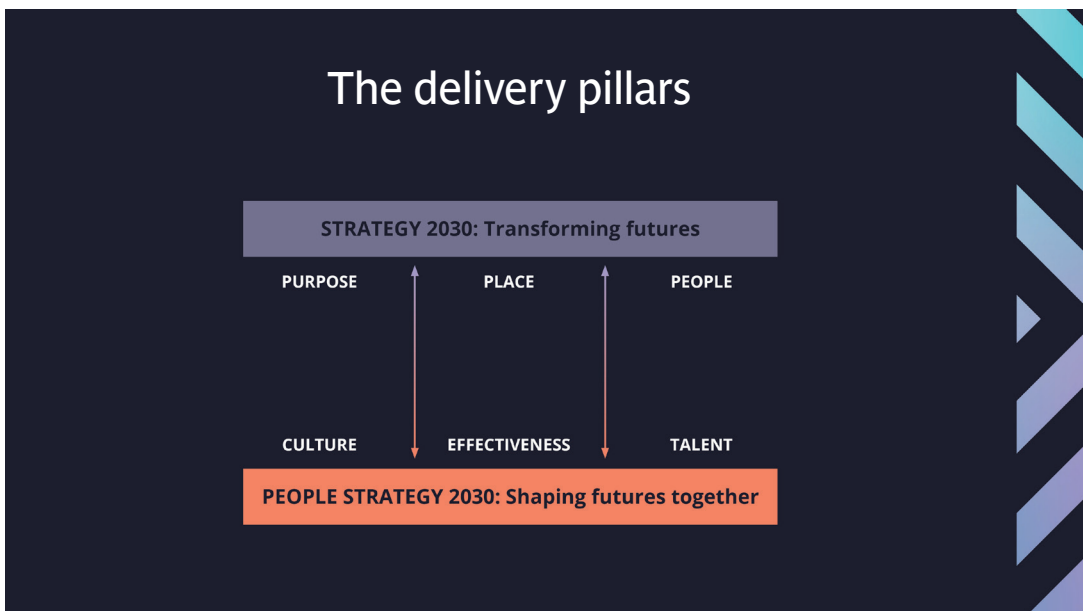 The delivery pillars
STRATEGY 2030: Transforming futures
PURPOSE PLACE PEOPLE
CULTURE EFFECTIVENESS TALENT
PEOPLE STRATEGY 2030: Shaping futures together